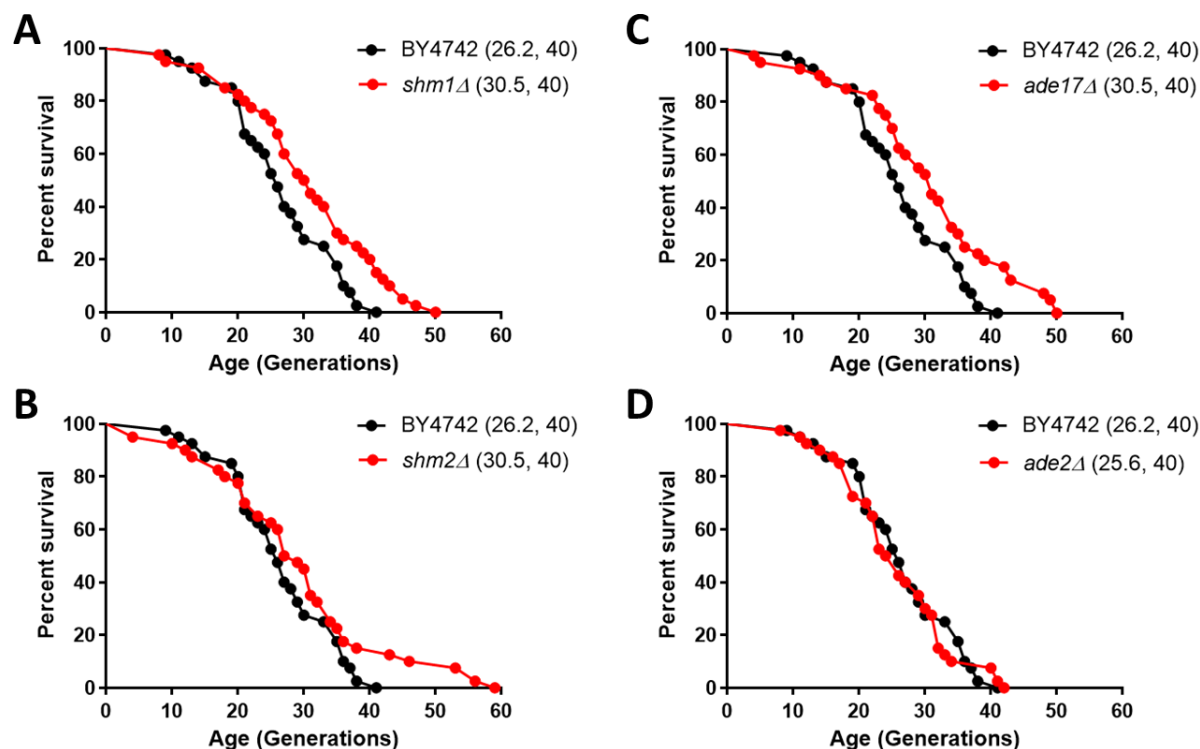 A
100
80
60
40
20
0
Percent survival
0 10 20 30 40 50 60
Age (Generations)
BY4742 (26.2, 40)
shm1Δ (30.5, 40)
B
100
80
60
40
20
0
Percent survival
0 10 20 30 40 50 60
Age (Generations)
BY4742 (26.2, 40)
shm2Δ (30.5, 40)
C
100
80
60
40
20
0
Percent survival
0 10 20 30 40 50 60
Age (Generations)
BY4742 (26.2, 40)
ade17Δ (30.5, 40)
D
100
80
60
40
20
0
Percent survival
0 10 20 30 40 50 60
Age (Generations)
BY4742 (26.2, 40)
ade2Δ (25.6, 40)